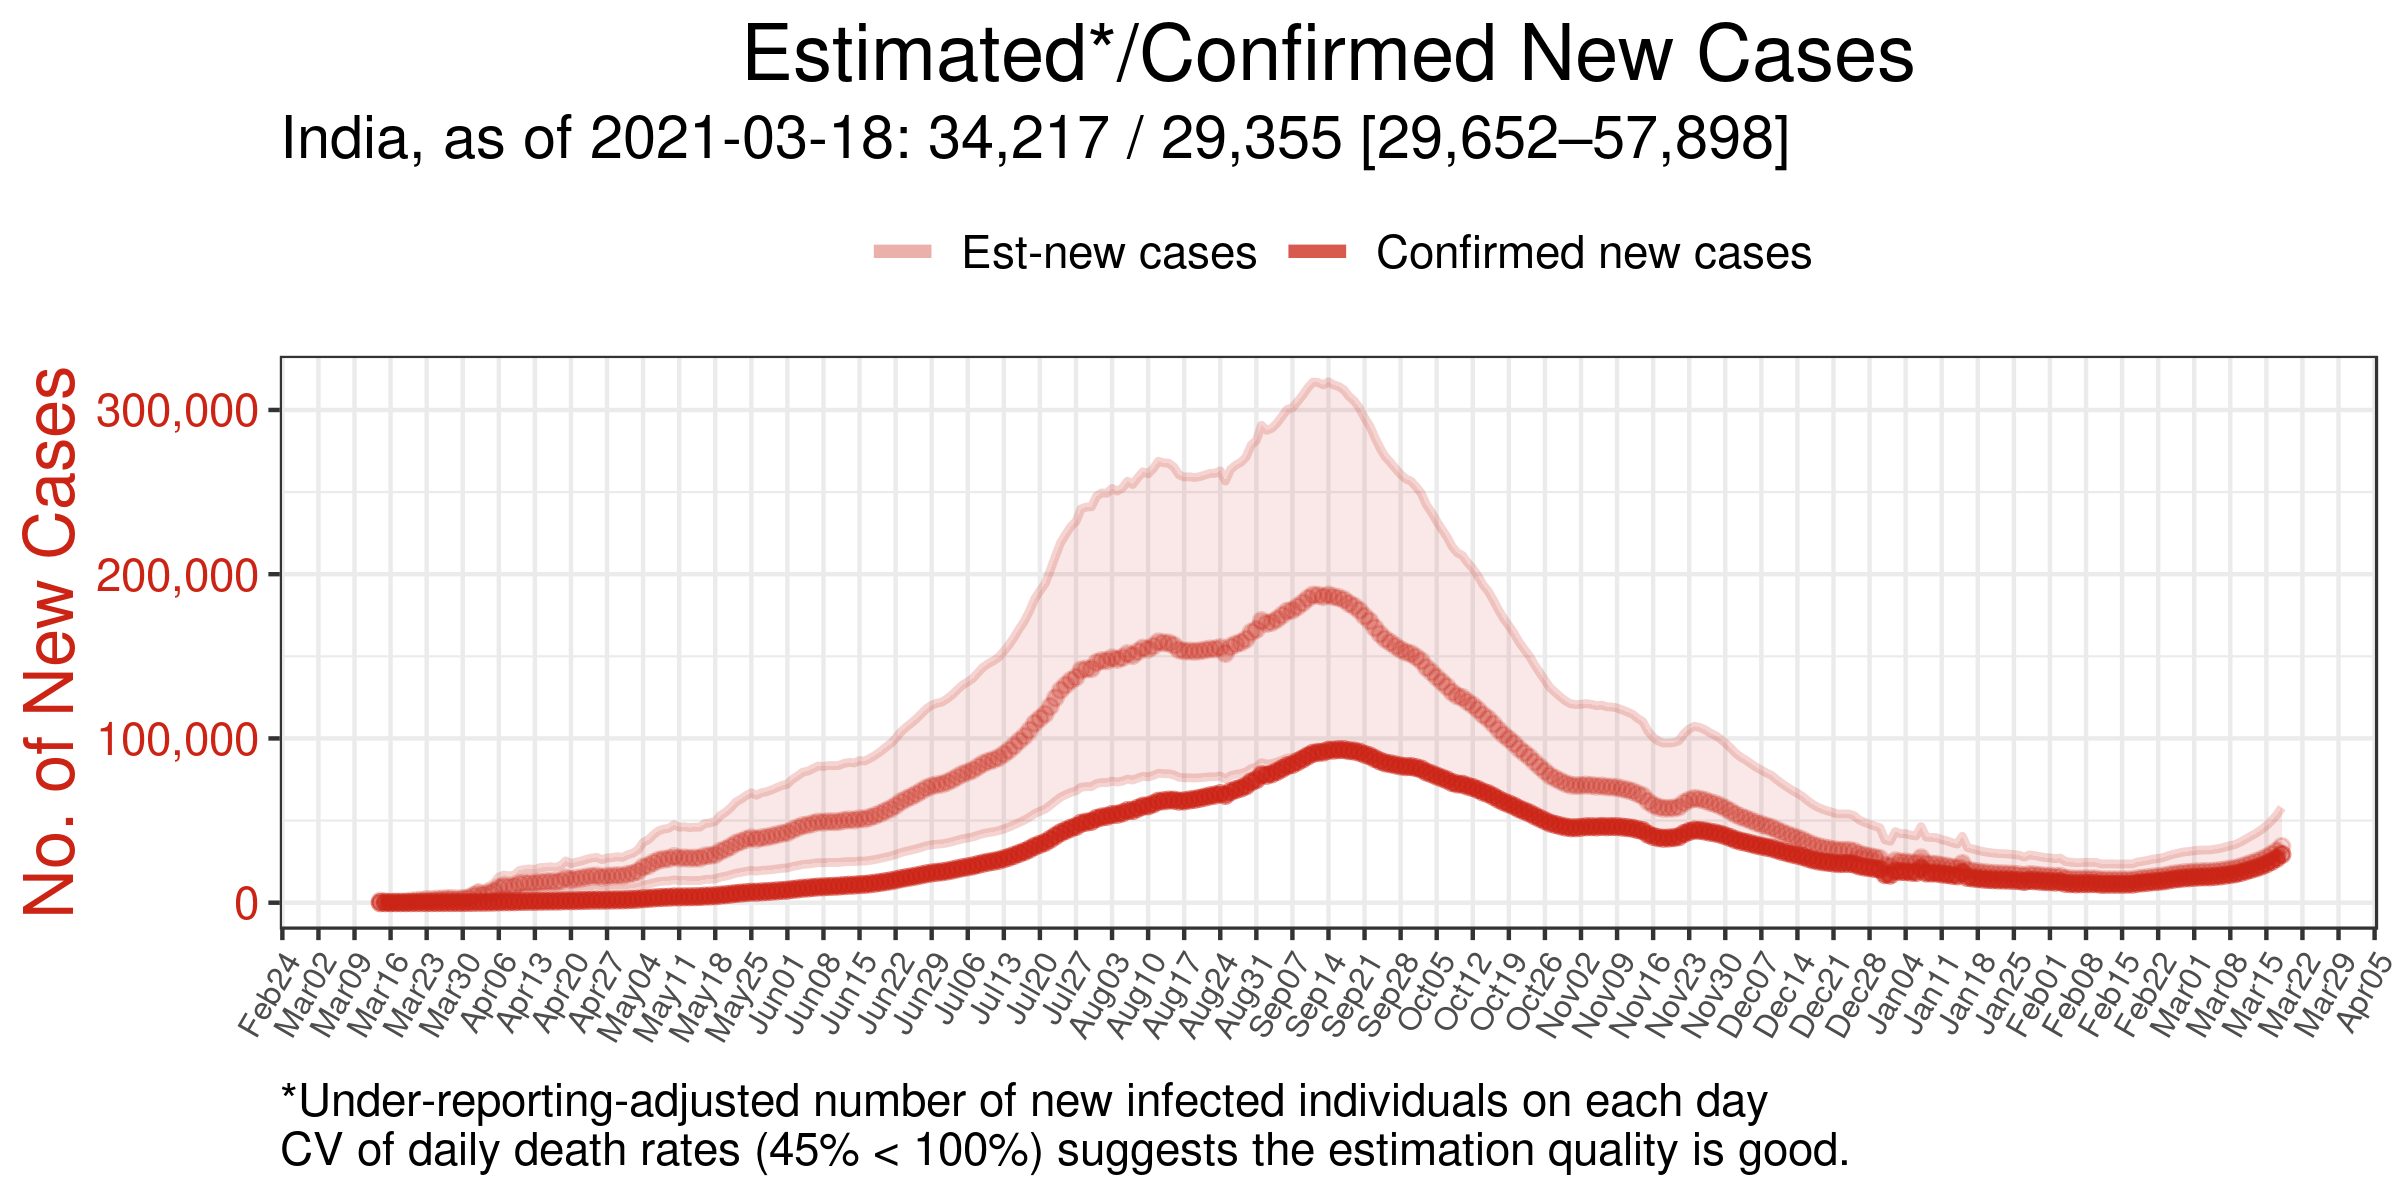 Estimated*/Confirmed New Cases
India, as of 2021-03-18: 34,217 / 29,355 [29,652–57,898]
Est-new cases
Confirmed new cases
No. of New Cases
300,000
200,000
100,000
0
Feb24
Mar02
Mar09
Mar16
Mar23
Mar30
Apr06
Apr13
Apr20
Apr27
May04
May11
May18
May25
Jun01
Jun08
Jun15
Jun22
Jun29
Jul06
Jul13
Jul20
Jul27
Aug03
Aug10
Aug17
Aug24
Aug31
Sep07
Sep14
Sep21
Sep28
Oct05
Oct12
Oct19
Oct26
Nov02
Nov09
Nov16
Nov23
Nov30
Dec07
Dec14
Dec21
Dec28
Jan04
Jan11
Jan18
Jan25
Feb01
Feb08
Feb15
Feb22
Mar01
Mar08
Mar15
Mar22
Mar29
Apr05
*Under-reporting-adjusted number of new infected individuals on each day
CV of daily death rates (45% < 100%) suggests the estimation quality is good.